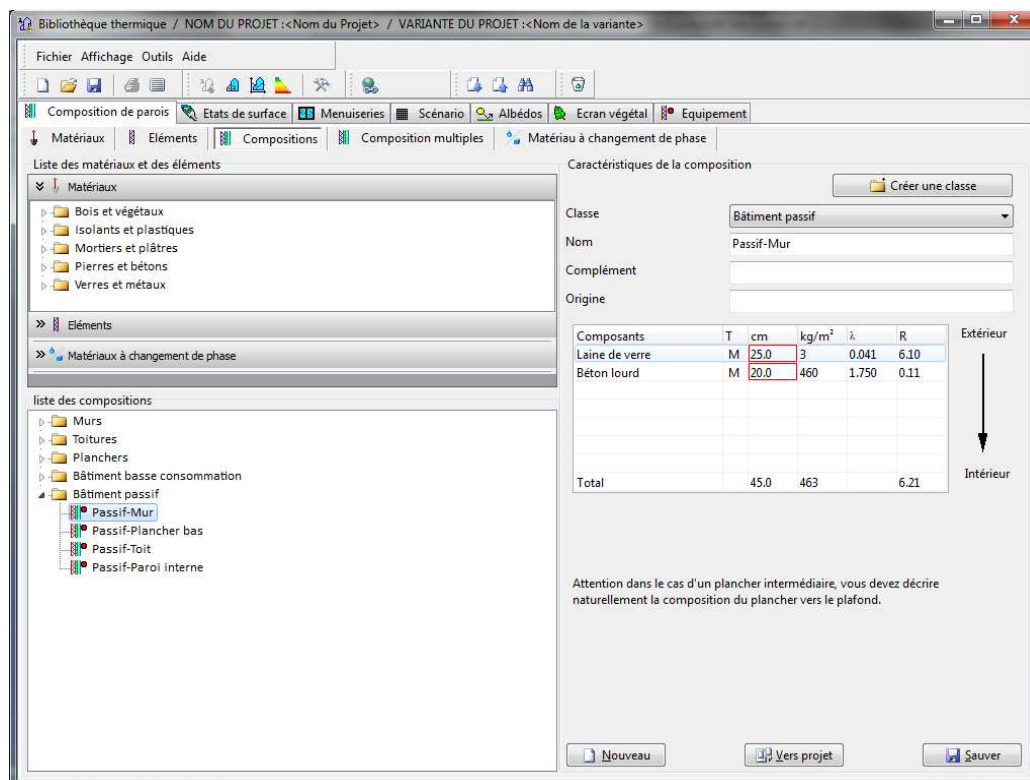 Bibliothèque thermique / NOM DU PROJET :<Nom du Projet> / VARIANTE DU PROJET :<Nom de la variante>
Fichier Affichage Outils Aide
Composition de parois Etats de surface Menuiseries Scénario Albédos Ecran végétal Equipement
Matériaux Eléments Compositions Composition multiples Matériau à changement de phase
Liste des matériaux et des éléments
Matériaux
Bois et végétaux
Isolants et plastiques
Mortiers et plâtres
Pierres et bétons
Verres et métaux
Eléments
Matériaux à changement de phase
liste des compositions
Murs
Toitures
Planchers
Bâtiment basse consommation
Bâtiment passif
Passif-Mur
Passif-Plancher bas
Passif-Toit
Passif-Paroi interne
Caractéristiques de la composition
Créer une classe
Classe Bâtiment passif
Nom Passif-Mur
Complément
Origine
Composants T cm kg/m² λ R
Laine de verre M 25.0 3 0.041 6.10
Béton lourd M 20.0 460 1.750 0.11
Total 45.0 463 6.21
Extérieur
Intérieur
Attention dans le cas d'un plancher intermédiaire, vous devez décrire
naturellement la composition du plancher vers le plafond.
Nouveau Vers projet Sauver